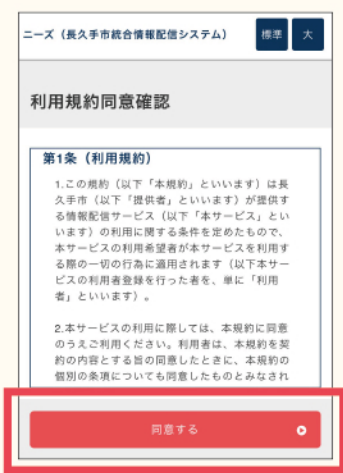 ニーズ（長久手市統合情報配信システム）
標準
大
利用規約同意確認
第1条（利用規約）
1.この規約（以下「本規約」といいます）は長
久手市（以下「提供者」といいます）が提供す
る情報配信サービス（以下「本サービス」とい
います）の利用に関する条件を定めたもので、
本サービスの利用希望者が本サービスを利用す
る際の一切の行為に適用されます（以下本サー
ビスの利用者登録を行った者を、単に「利用
者」といいます）。
2.本サービスの利用に際しては、本規約に同意
のうえご利用ください。利用者は、本規約を契
約の内容とする旨の同意したときに、本規約の
個別の条項についても同意したものとみなされ
同意する